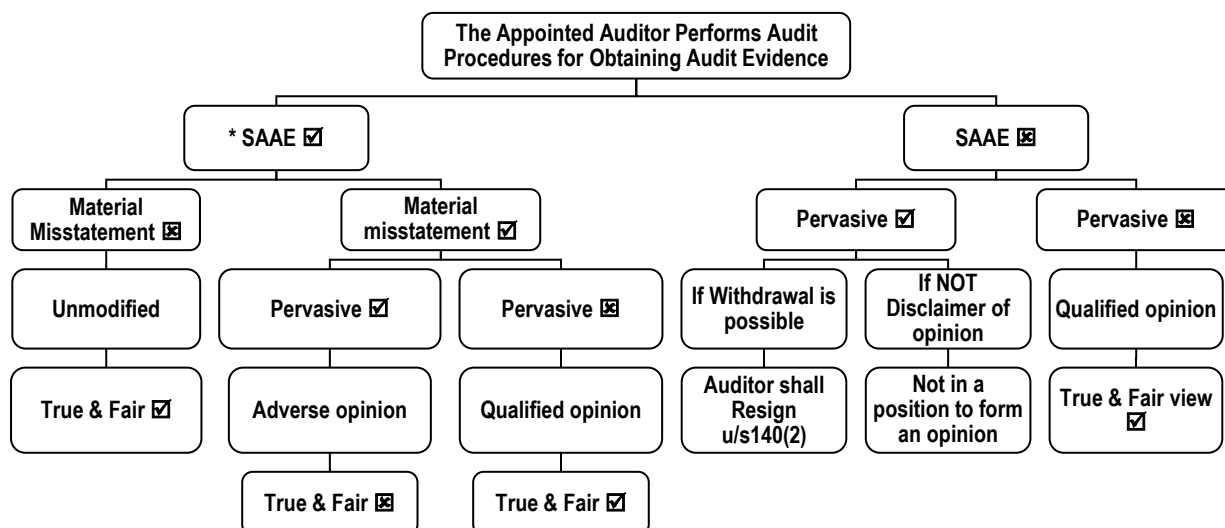 The Appointed Auditor Performs Audit
Procedures for Obtaining Audit Evidence
* SAAE ☑
SAAE ☒
Material
Misstatement ☒
Material
misstatement ☑
Pervasive ☑
Pervasive ☒
Unmodified
Pervasive ☑
Pervasive ☒
If Withdrawal is
possible
If NOT
Disclaimer of
opinion
Qualified opinion
True & Fair ☑
Adverse opinion
Qualified opinion
Auditor shall
Resign
u/s140(2)
Not in a
position to form
an opinion
True & Fair view
☑
True & Fair ☒
True & Fair ☑